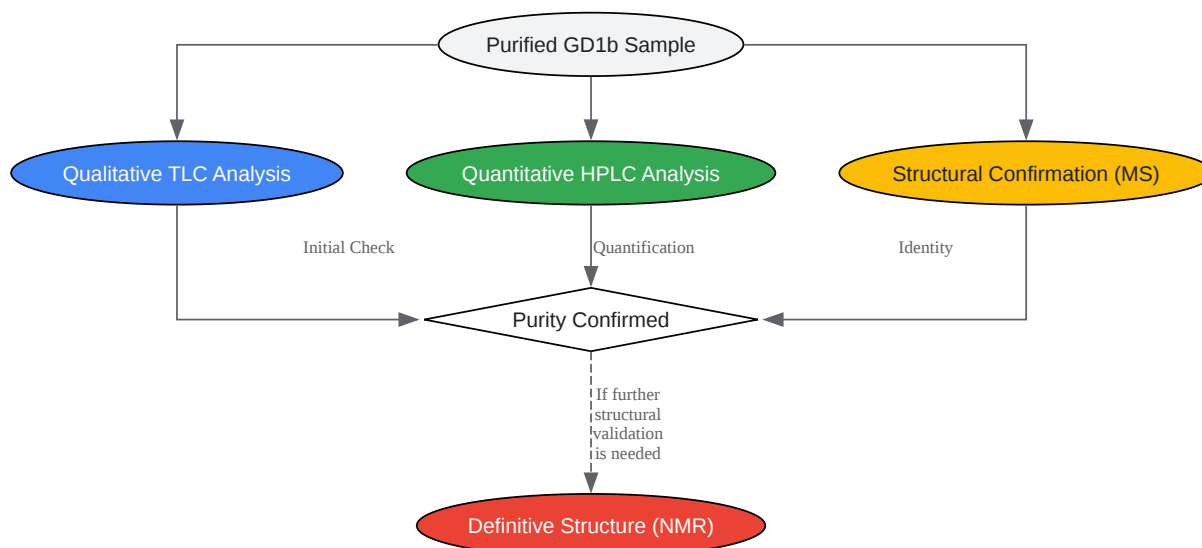 Purified GD1b Sample
Qualitative TLC Analysis
Quantitative HPLC Analysis
Structural Confirmation (MS)
Initial Check
Quantification
Identity
Purity Confirmed
If further
structural
validation
is needed
Definitive Structure (NMR)